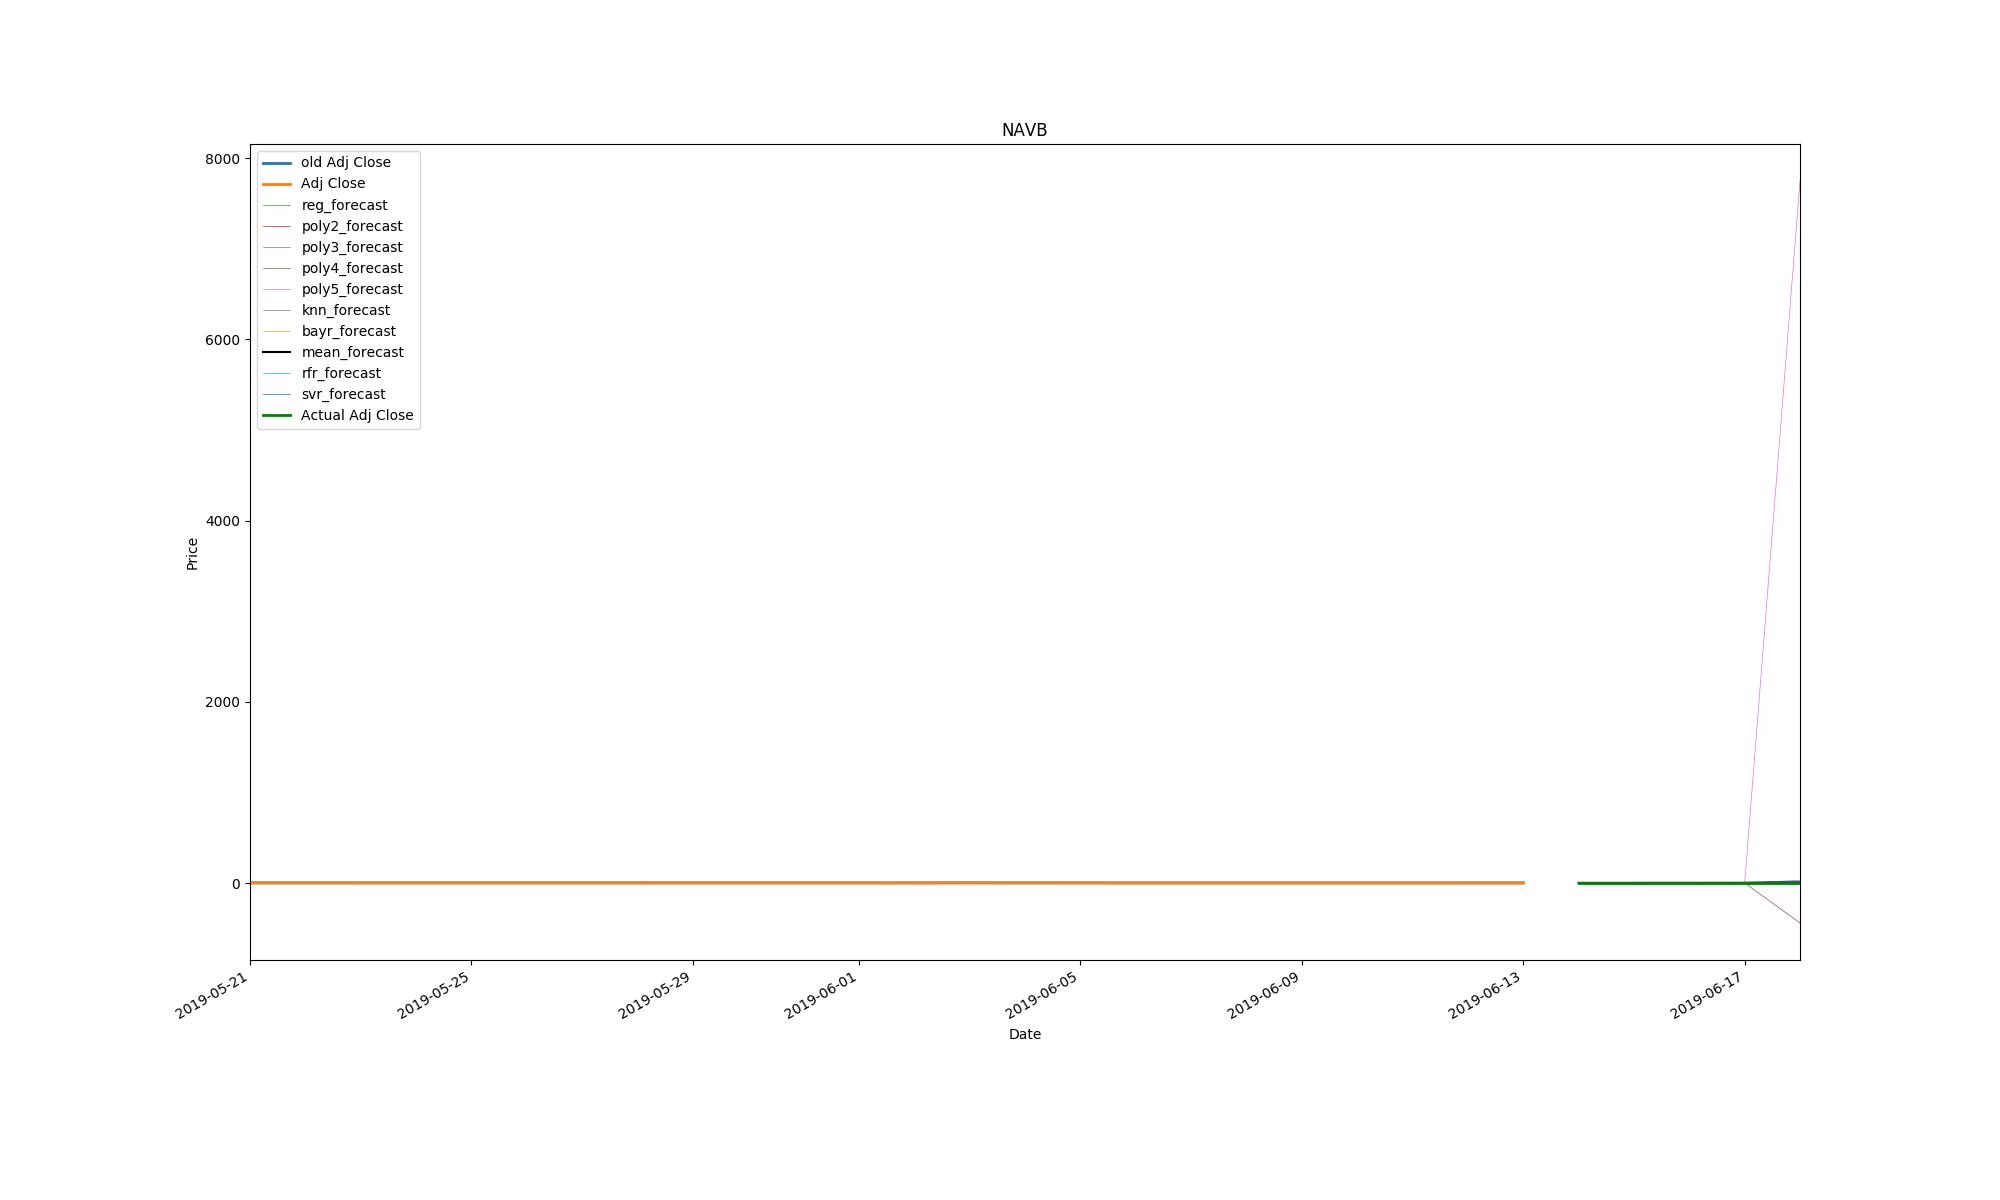 NAVB
8000
6000
4000
2000
0
Price
old Adj Close
Adj Close
reg_forecast
poly2_forecast
poly3_forecast
poly4_forecast
poly5_forecast
knn_forecast
bayr_forecast
mean_forecast
rfr_forecast
svr_forecast
Actual Adj Close
2019-05-21
2019-05-25
2019-05-29
2019-06-01
2019-06-05
2019-06-09
2019-06-13
2019-06-17
Date